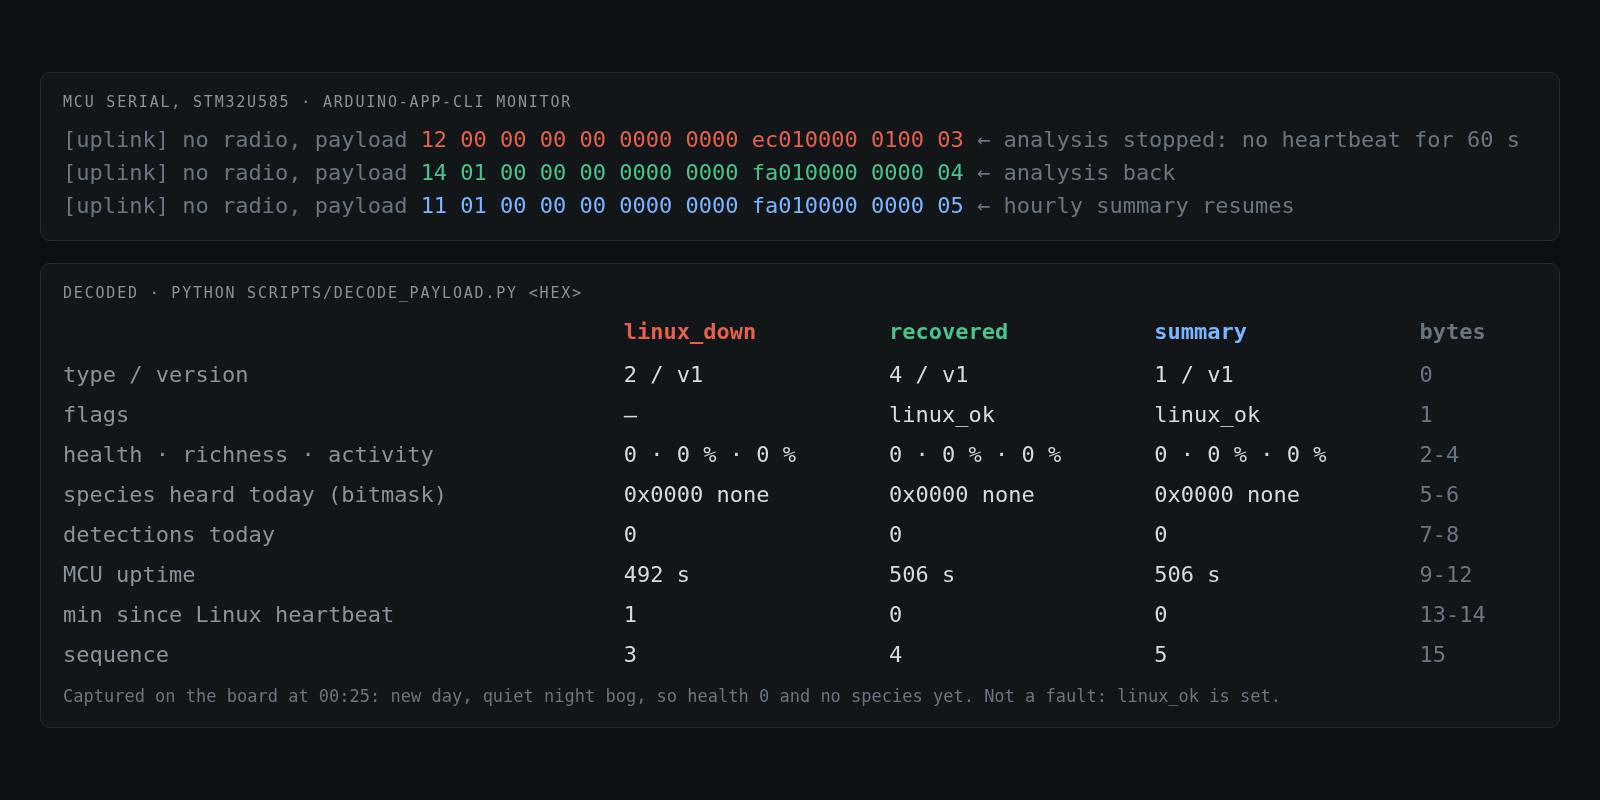 MCU SERIAL, STM32U585 · ARDUINO-APP-CLI MONITOR
[uplink] no radio, payload 12 00 00 00 00 0000 0000 ec010000 0100 03 ← analysis stopped: no heartbeat for 60 s
[uplink] no radio, payload 14 01 00 00 00 0000 0000 fa010000 0000 04 ← analysis back
[uplink] no radio, payload 11 01 00 00 00 0000 0000 fa010000 0000 05 ← hourly summary resumes
DECODED · PYTHON SCRIPTS/DECODE_PAYLOAD.PY <HEX>
linux_down recovered summary bytes
type / version 2 / v1 4 / v1 1 / v1 0
flags – linux_ok linux_ok 1
health · richness · activity 0 · 0 % · 0 % 0 · 0 % · 0 % 0 · 0 % · 0 % 2-4
species heard today (bitmask) 0x0000 none 0x0000 none 0x0000 none 5-6
detections today 0 0 0 7-8
MCU uptime 492 s 506 s 506 s 9-12
min since Linux heartbeat 1 0 0 13-14
sequence 3 4 5 15
Captured on the board at 00:25: new day, quiet night bog, so health 0 and no species yet. Not a fault: linux_ok is set.